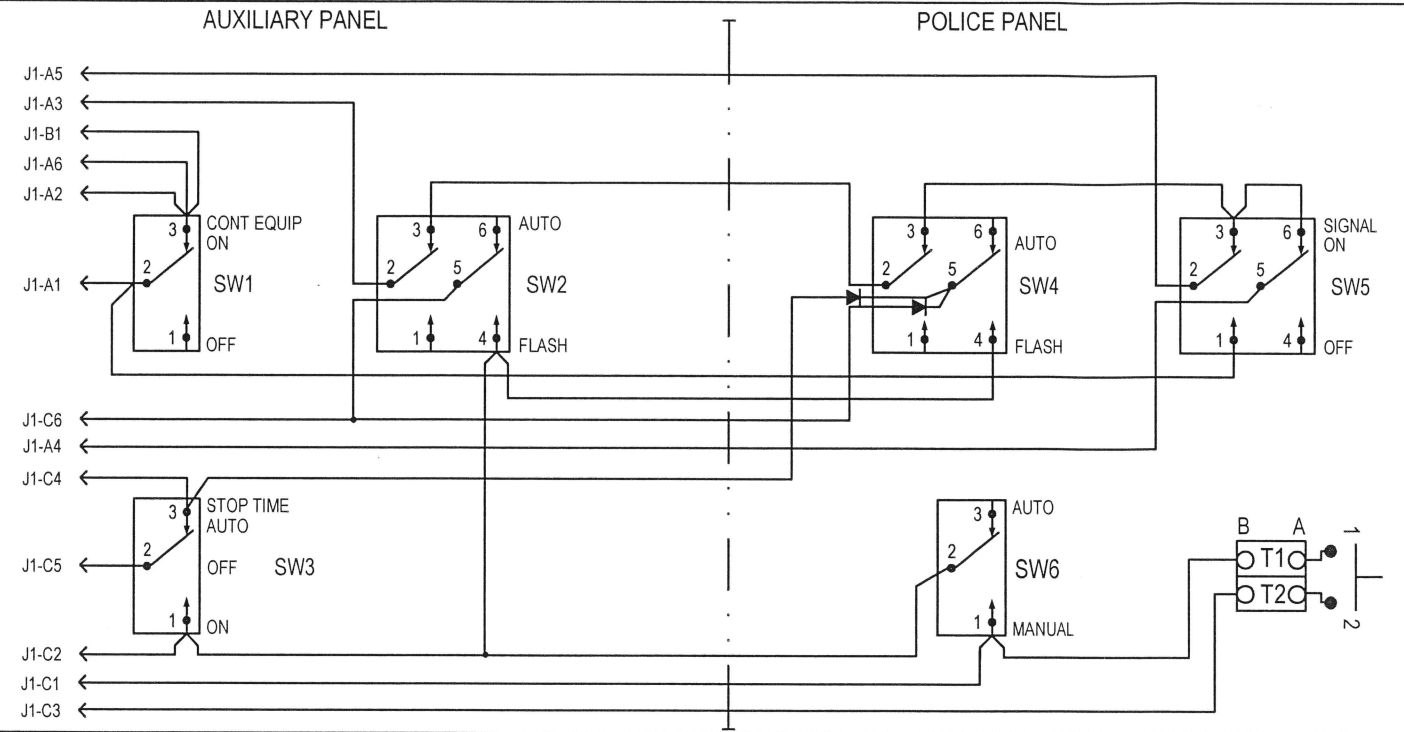 AUXILIARY PANEL
POLICE PANEL
J1-A5
J1-A3
J1-B1
J1-A6
J1-A2
J1-A1
3
CONT EQUIP
ON
2
SW1
1
OFF
3
6
AUTO
2
5
SW2
1
4
FLASH
3
6
AUTO
2
5
SW4
1
4
FLASH
3
6
SIGNAL
ON
2
5
SW5
1
4
OFF
J1-C6
J1-A4
J1-C4
J1-C5
3
STOP TIME
AUTO
2
OFF
SW3
1
ON
3
AUTO
2
SW6
1
MANUAL
B
A
T1
T2
1
2
J1-C2
J1-C1
J1-C3